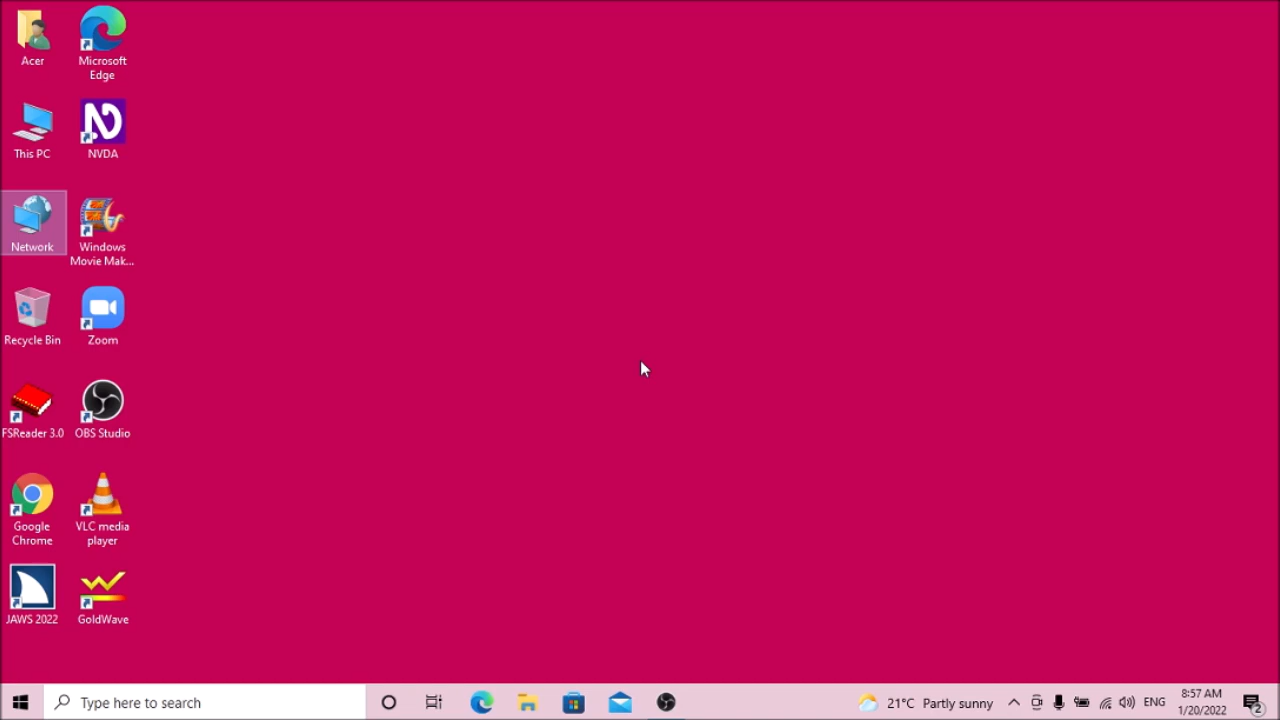 Acer
Microsoft
Edge
This PC
NVDA
Network
Windows
Movie Mak...
Recycle Bin
Zoom
FSReader 3.0
OBS Studio
Google
Chrome
VLC media
player
JAWS 2022
GoldWave
Type here to search
21°C Partly sunny
ENG
8:57 AM
1/20/2022
2